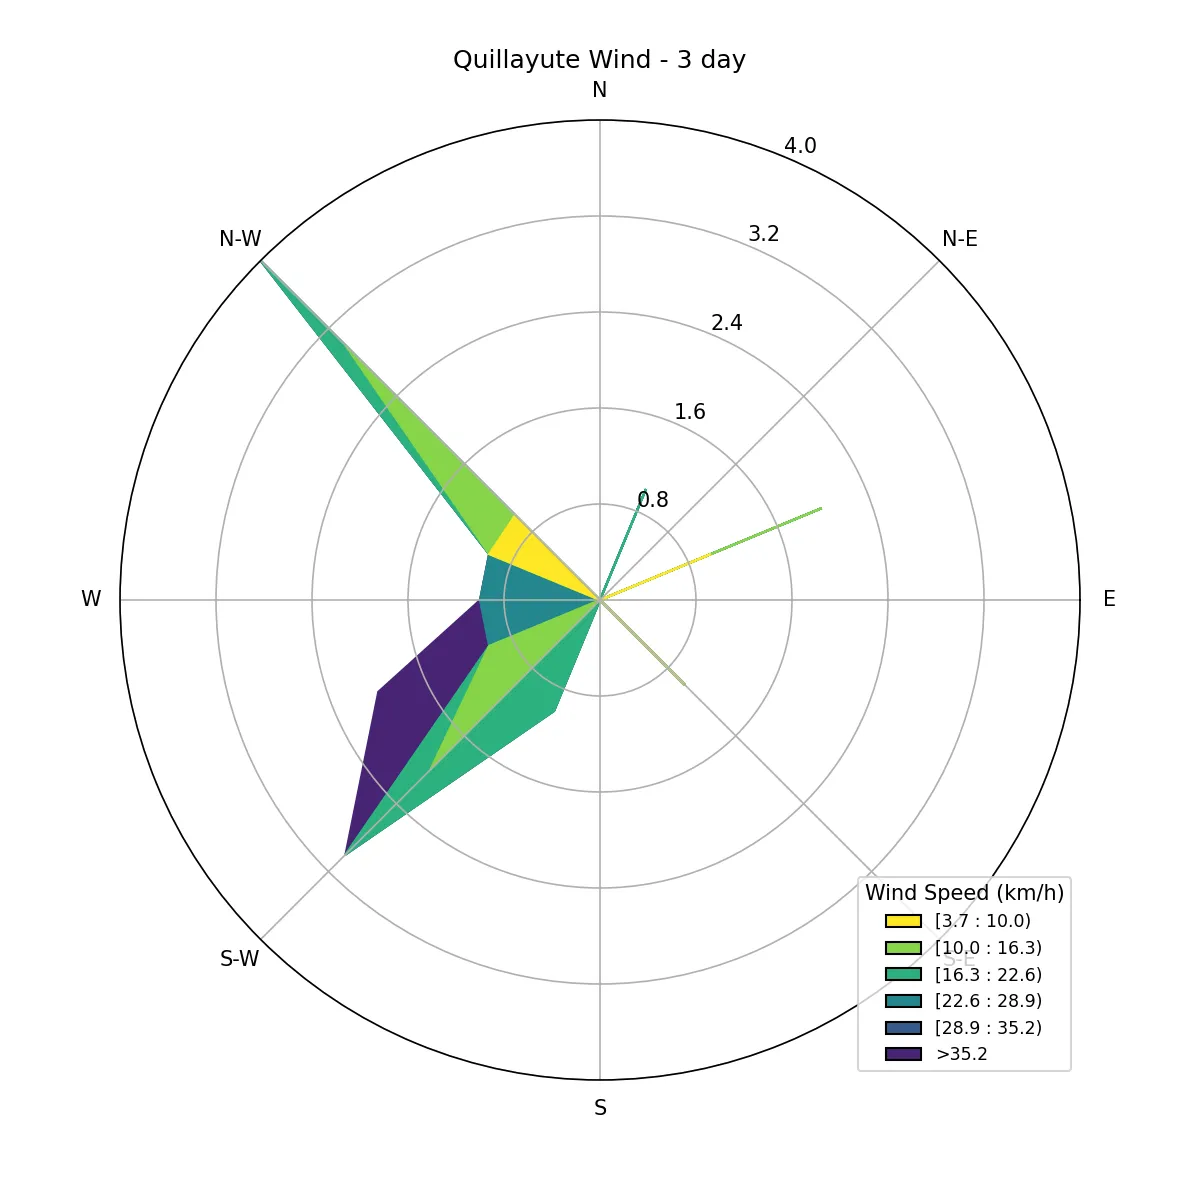 Quillayute Wind - 3 day
N
4.0
N-W
3.2
N-E
2.4
1.6
0.8
W
E
S-W
S-E
Wind Speed (km/h)
[3.7 : 10.0)
[10.0 : 16.3)
[16.3 : 22.6)
[22.6 : 28.9)
[28.9 : 35.2)
>35.2
S